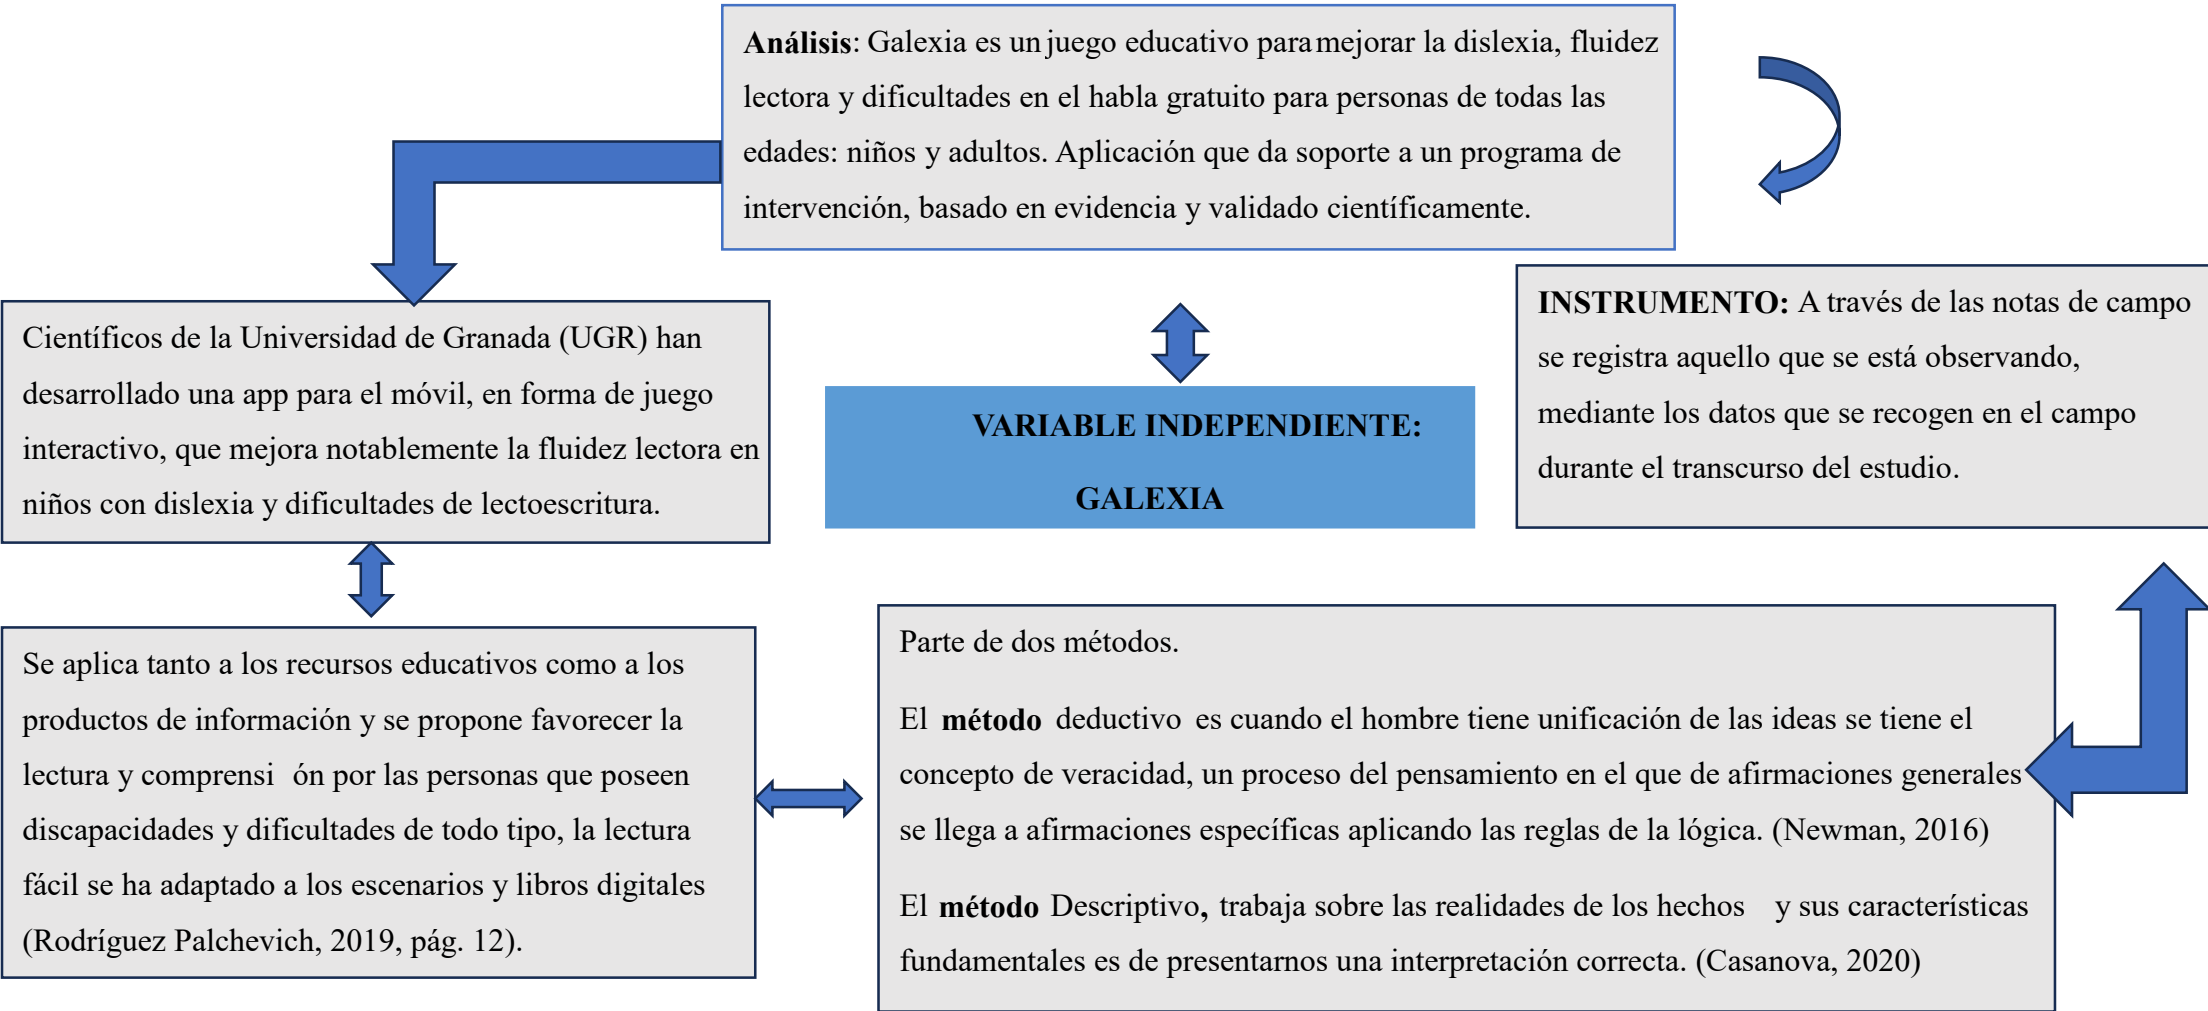 Análisis: Galexia es un juego educativo para mejorar la dislexia, fluidez
lectora y dificultades en el habla gratuito para personas de todas las
edades: niños y adultos. Aplicación que da soporte a un programa de
intervención, basado en evidencia y validado científicamente.
Científicos de la Universidad de Granada (UGR) han
desarrollado una app para el móvil, en forma de juego
interactivo, que mejora notablemente la fluidez lectora en
niños con dislexia y dificultades de lectoescritura.
VARIABLE INDEPENDIENTE:
GALEXIA
INSTRUMENTO: A través de las notas de campo
se registra aquello que se está observando,
mediante los datos que se recogen en el campo
durante el transcurso del estudio.
Se aplica tanto a los recursos educativos como a los
productos de información y se propone favorecer la
lectura y comprensi ón por las personas que poseen
discapacidades y dificultades de todo tipo, la lectura
fácil se ha adaptado a los escenarios y libros digitales
(Rodríguez Palchevich, 2019, pág. 12).
Parte de dos métodos.
El método deductivo es cuando el hombre tiene unificación de las ideas se tiene el
concepto de veracidad, un proceso del pensamiento en el que de afirmaciones generales
se llega a afirmaciones específicas aplicando las reglas de la lógica. (Newman, 2016)
El método Descriptivo, trabaja sobre las realidades de los hechos y sus características
fundamentales es de presentarnos una interpretación correcta. (Casanova, 2020)